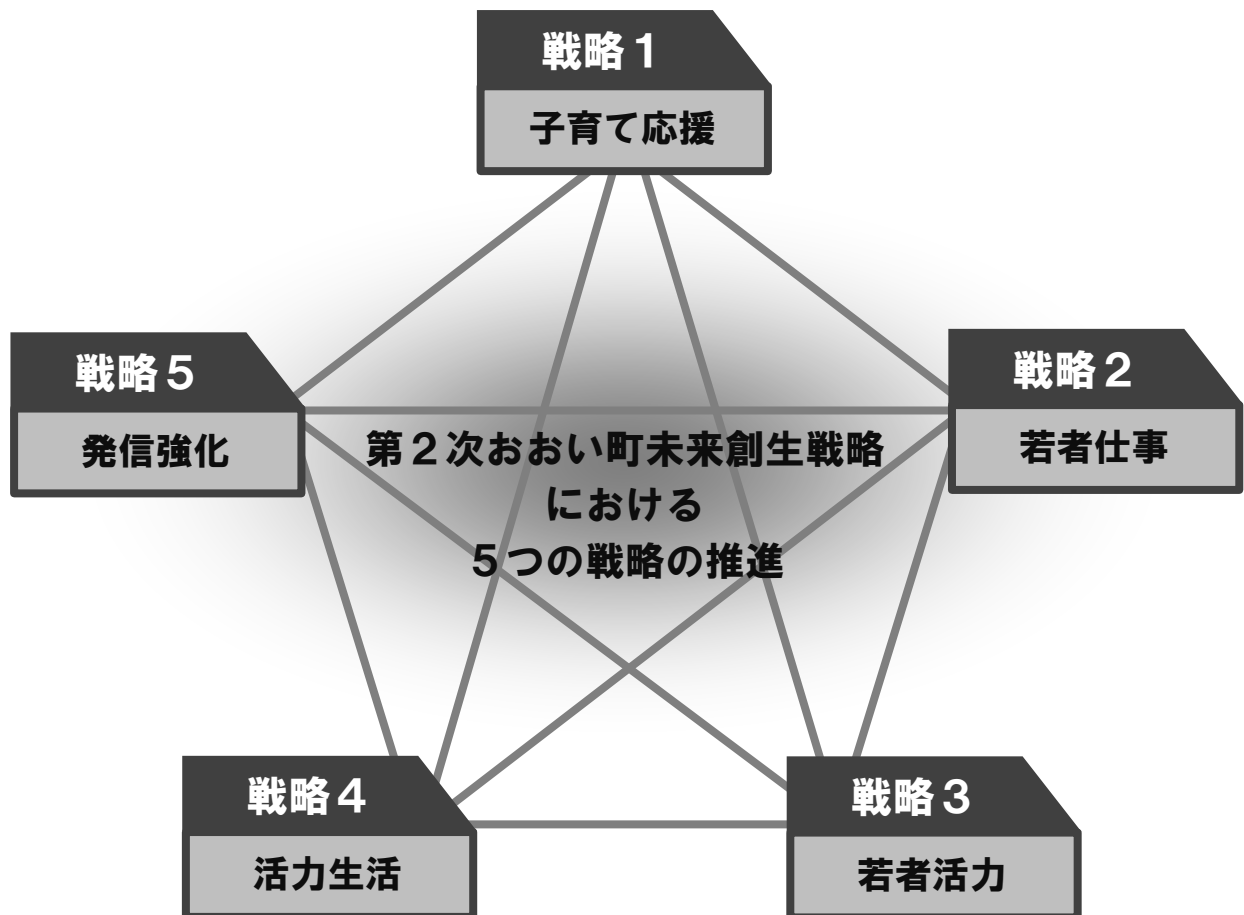 戦略１
子育て応援
戦略５
発信強化
戦略２
若者仕事
第２次おおい町未来創生戦略
における
５つの戦略の推進
戦略４
活力生活
戦略３
若者活力